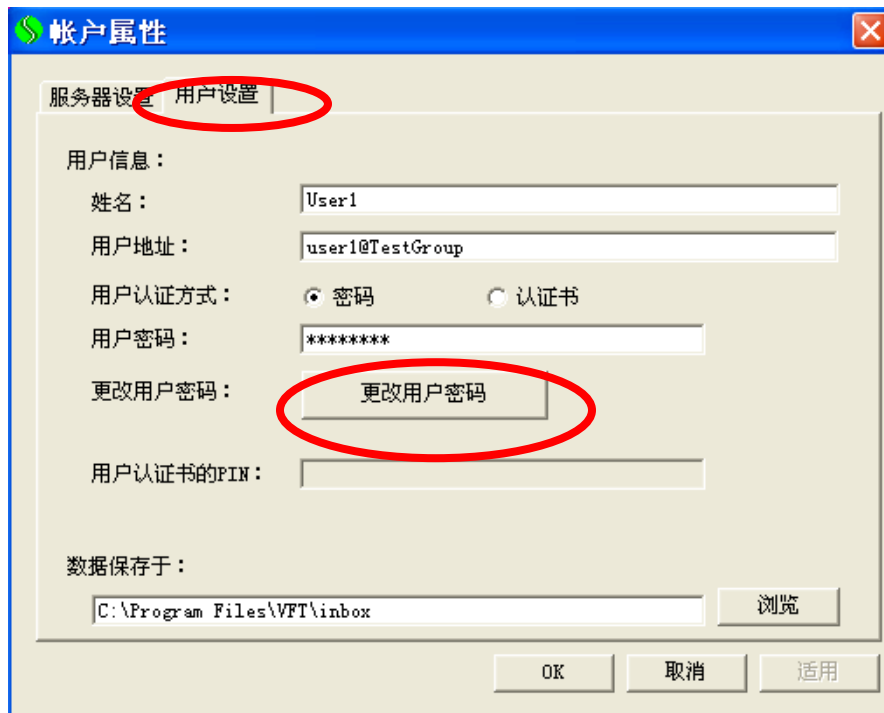 帐户属性
服务器设置 用户设置
用户信息：
姓名： User1
用户地址： user1@TestGroup
用户认证方式： 密码 认证书
用户密码： ********
更改用户密码： 更改用户密码
用户认证书的PIN：
数据保存于：
C:\Program Files\VFT\inbox 浏览
OK 取消 适用